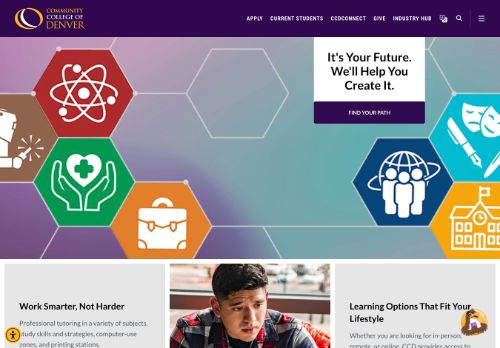 COMMUNITY
COLLEGE OF
DENVER
APPLY CURRENT STUDENTS CCDCONNECT GIVE INDUSTRY HUB
It's Your Future.
We'll Help You
Create It.
FIND YOUR PATH
Work Smarter, Not Harder
Professional tutoring in a variety of subjects,
study skills and strategies, computer-use
zones, and printing stations.
Learning Options That Fit Your
Lifestyle
Whether you are looking for in-person,
remote, or online, CCD provides access to